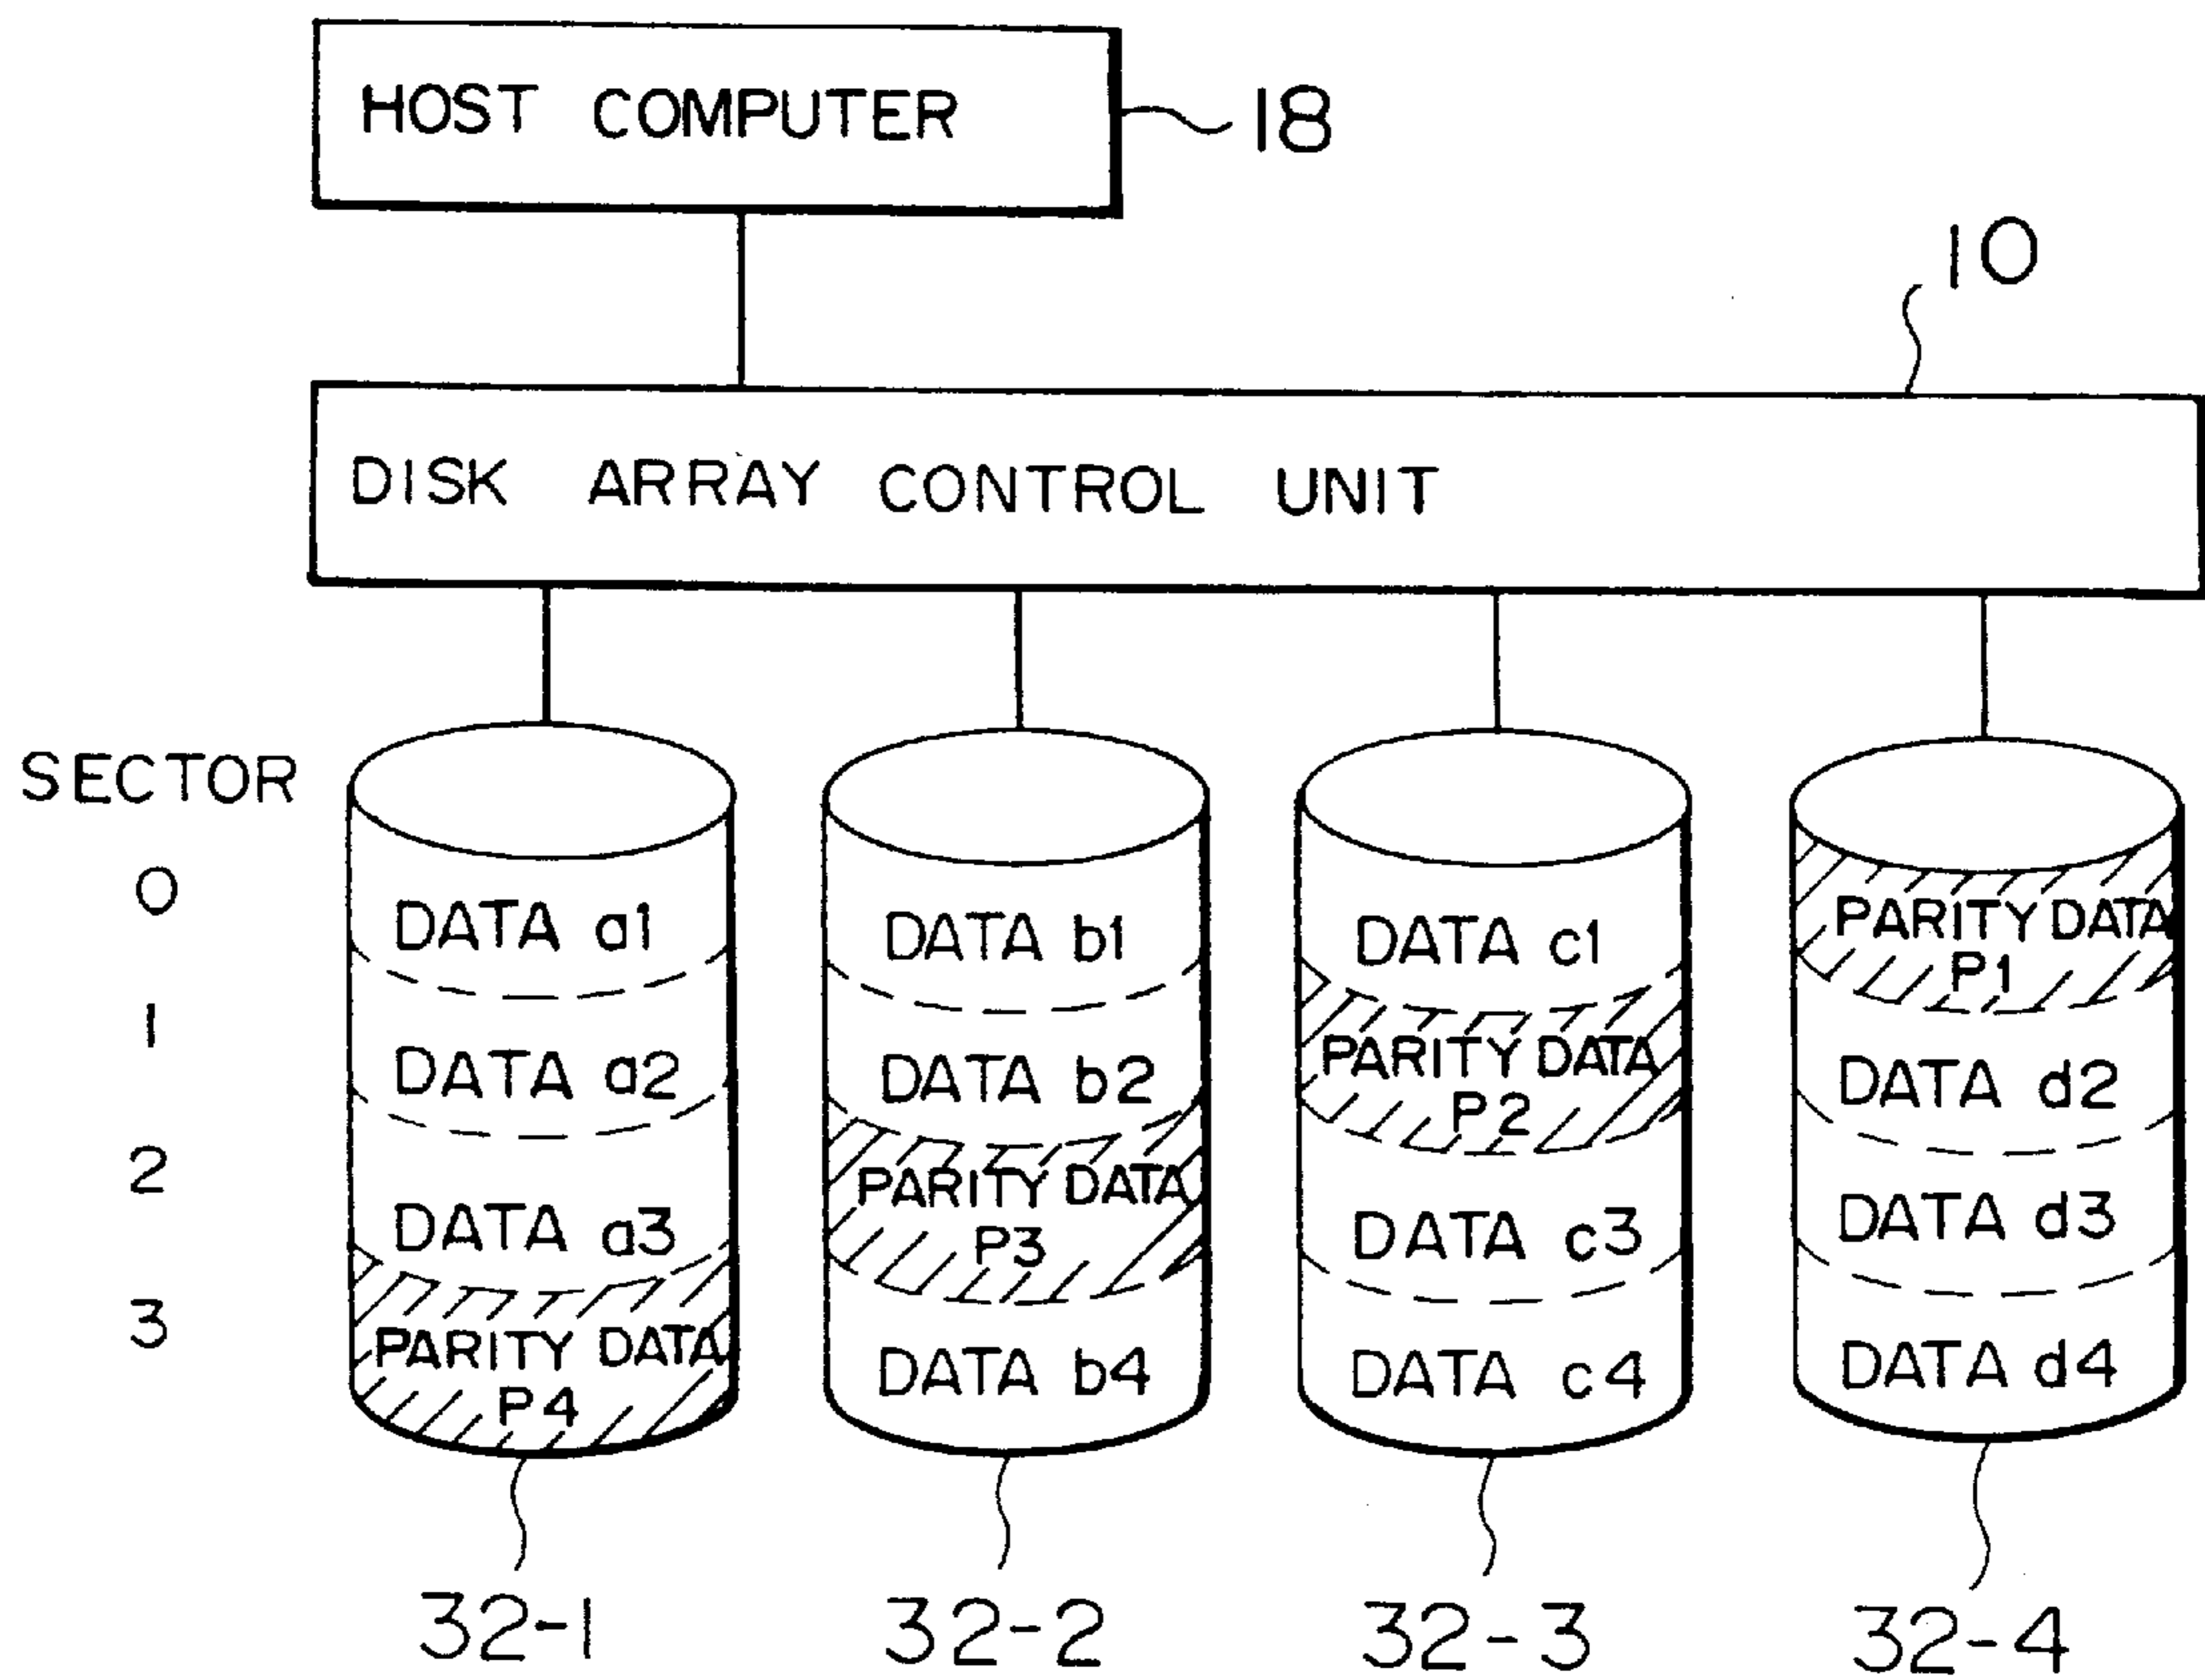 HOST COMPUTER
18
10
DISK ARRAY CONTROL UNIT
SECTOR
0
1
2
3
DATA a1
DATA a2
DATA a3
PARITY DATA
P4
32-1
DATA b1
DATA b2
PARITY DATA
P3
DATA b4
32-2
DATA c1
PARITY DATA
P2
DATA c3
DATA c4
32-3
PARITY DATA
P1
DATA d2
DATA d3
DATA d4
32-4